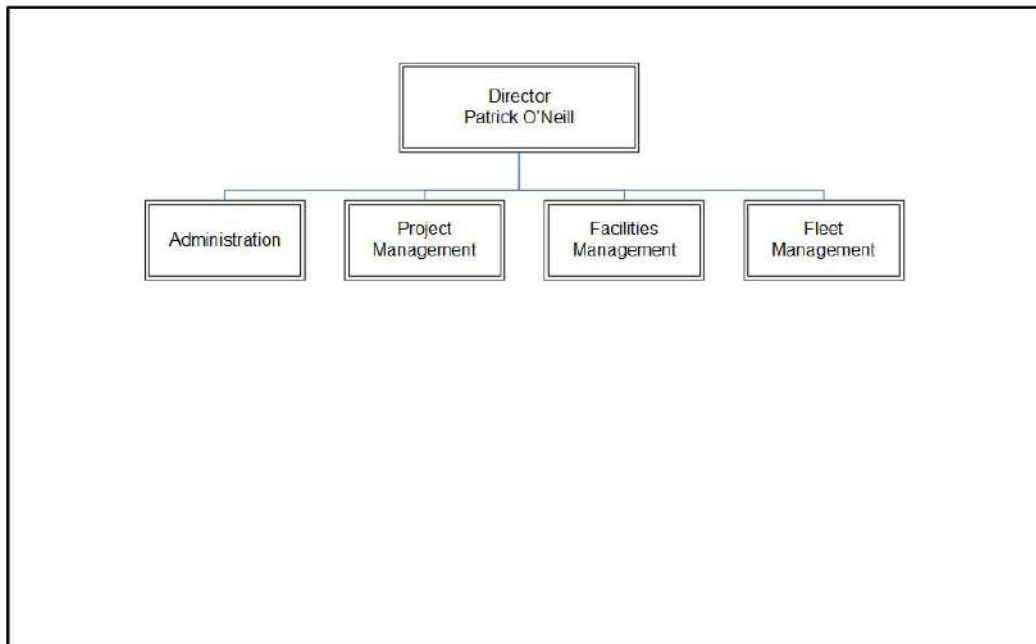 Director
Patrick O'Neill
Administration
Project
Management
Facilities
Management
Fleet
Management